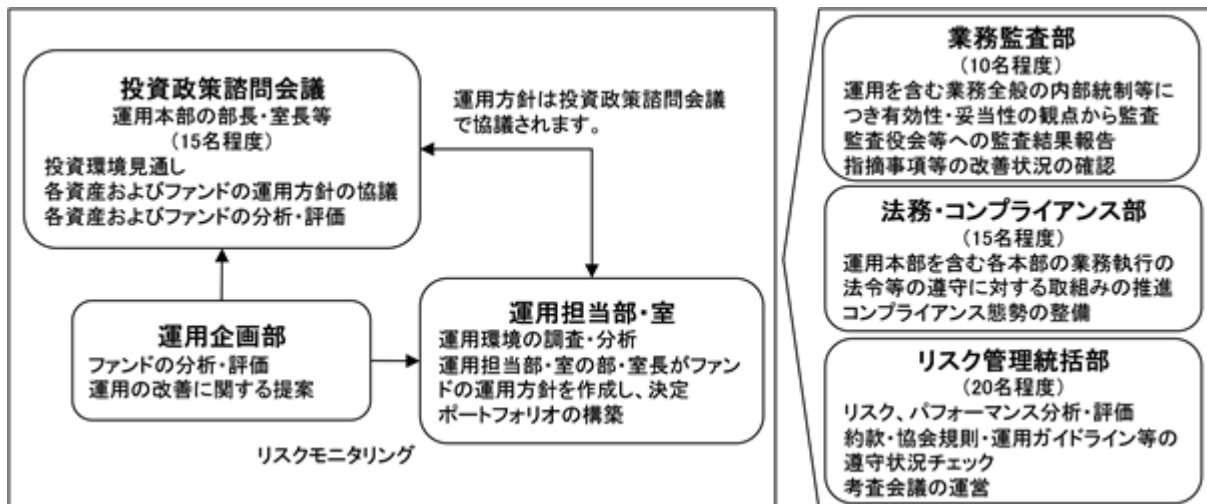 投資政策諮問会議
運用本部の部長・室長等
(15名程度)
投資環境見通し
各資産およびファンドの運用方針の協議
各資産およびファンドの分析・評価
運用方針は投資政策諮問会議
で協議されます。
運用企画部
ファンドの分析・評価
運用の改善に関する提案
運用担当部・室
運用環境の調査・分析
運用担当部・室の部・室長がファン
ドの運用方針を作成し、決定
ポートフォリオの構築
リスクモニタリング
業務監査部
(10名程度)
運用を含む業務全般の内部統制等に
つき有効性・妥当性の観点から監査
監査役会等への監査結果報告
指摘事項等の改善状況の確認
法務・コンプライアンス部
(15名程度)
運用本部を含む各本部の業務執行の
法令等の遵守に対する取組みの推進
コンプライアンス態勢の整備
リスク管理統括部
(20名程度)
リスク、パフォーマンス分析・評価
約款・協会規則・運用ガイドライン等の
遵守状況チェック
考査会議の運営